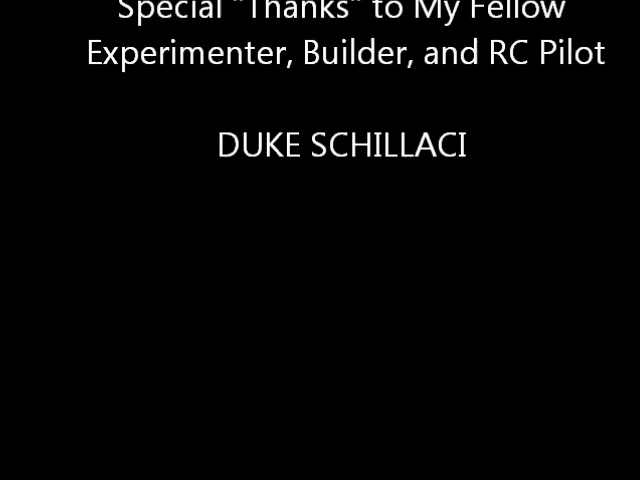 Special "Thanks" to My Fellow
Experimenter, Builder, and RC Pilot
DUKE SCHILLACI